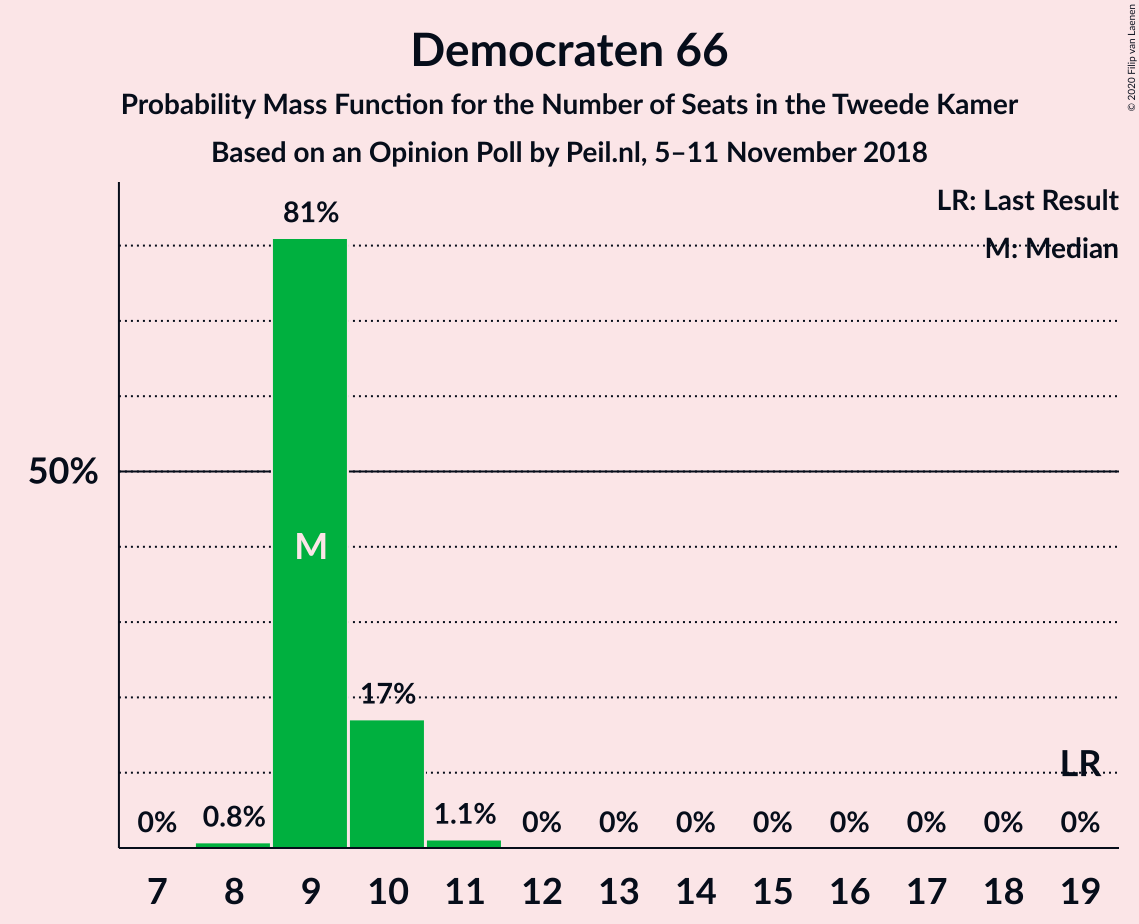 Democraten 66
Probability Mass Function for the Number of Seats in the Tweede Kamer
Based on an Opinion Poll by Peil.nl, 5–11 November 2018
© 2020 Filip van Laenen
LR: Last Result
M: Median
81%
50%
M
17%
LR
0% 0.8% 1.1% 0% 0% 0% 0% 0% 0% 0% 0%
7 8 9 10 11 12 13 14 15 16 17 18 19